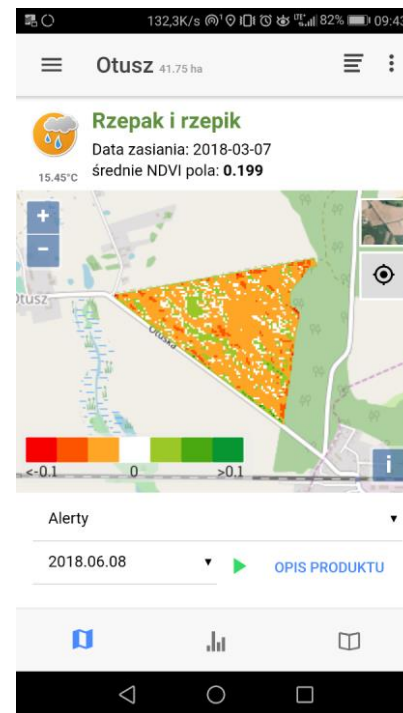 132,3K/s 82% 09:43
Otusz 41.75 ha
Rzepak i rzepik
Data zasiania: 2018-03-07
15.45°C średnie NDVI pola: 0.199
+
−
Otusz
Otuska
i
<-0.1 0 >0.1
Alerty
2018.06.08 OPIS PRODUKTU